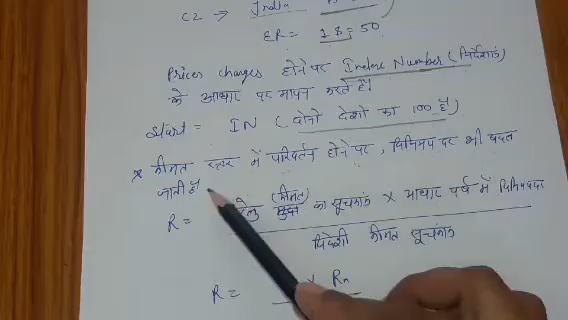 C2 → India
ER = 1$ = 50
Prices changes होने पर Index Number (निर्देशांक)
के आधार पर मापन करते हैं।
Start = IN (दोनो देशो का 100 है)
* कीमत स्तर में परिवर्तन होने पर, विनिमय दर भी बदल
जाती हैं
(कीमत)
R = का सूचकांक × आधार वर्ष में विनिमय दर
विदेशी कीमत सूचकांक
R = × Rn